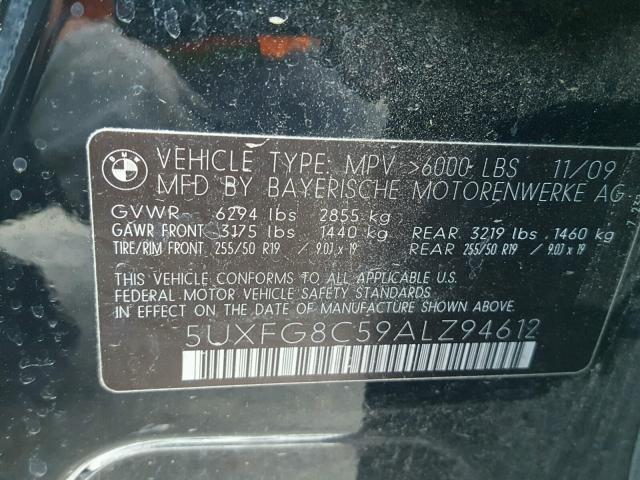 BMW
VEHICLE TYPE: MPV >6000 LBS 11/09
MFD BY BAYERISCHE MOTORENWERKE AG
GVWR 6294 lbs 2855 kg
GAWR FRONT 3175 lbs 1440 kg REAR 3219 lbs 1460 kg
TIRE/RIM FRONT 255/50 R19 / 9.0J x 19 REAR 255/50 R19 / 9.0J x 19
THIS VEHICLE CONFORMS TO ALL APPLICABLE U.S.
FEDERAL MOTOR VEHICLE SAFETY STANDARDS
IN EFFECT ON THE DATE OF MANUFACTURE SHOWN ABOVE.
5UXFG8C59ALZ94612